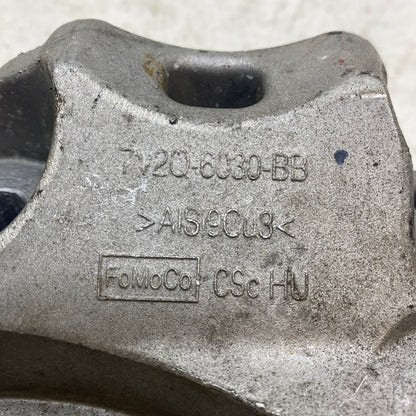 7V2Q-6030-BB
>AlSi9Cu3<
FoMoCo CSc HU